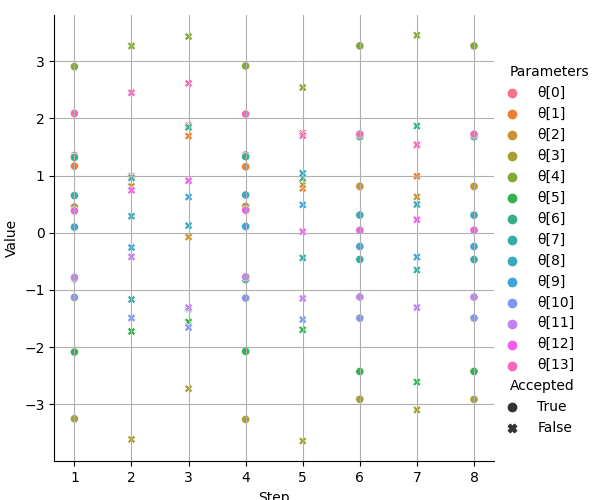 3
2
1
0
−1
−2
−3
Value
1 2 3 4 5 6 7 8
Step
Parameters
θ[0]
θ[1]
θ[2]
θ[3]
θ[4]
θ[5]
θ[6]
θ[7]
θ[8]
θ[9]
θ[10]
θ[11]
θ[12]
θ[13]
Accepted
True
False